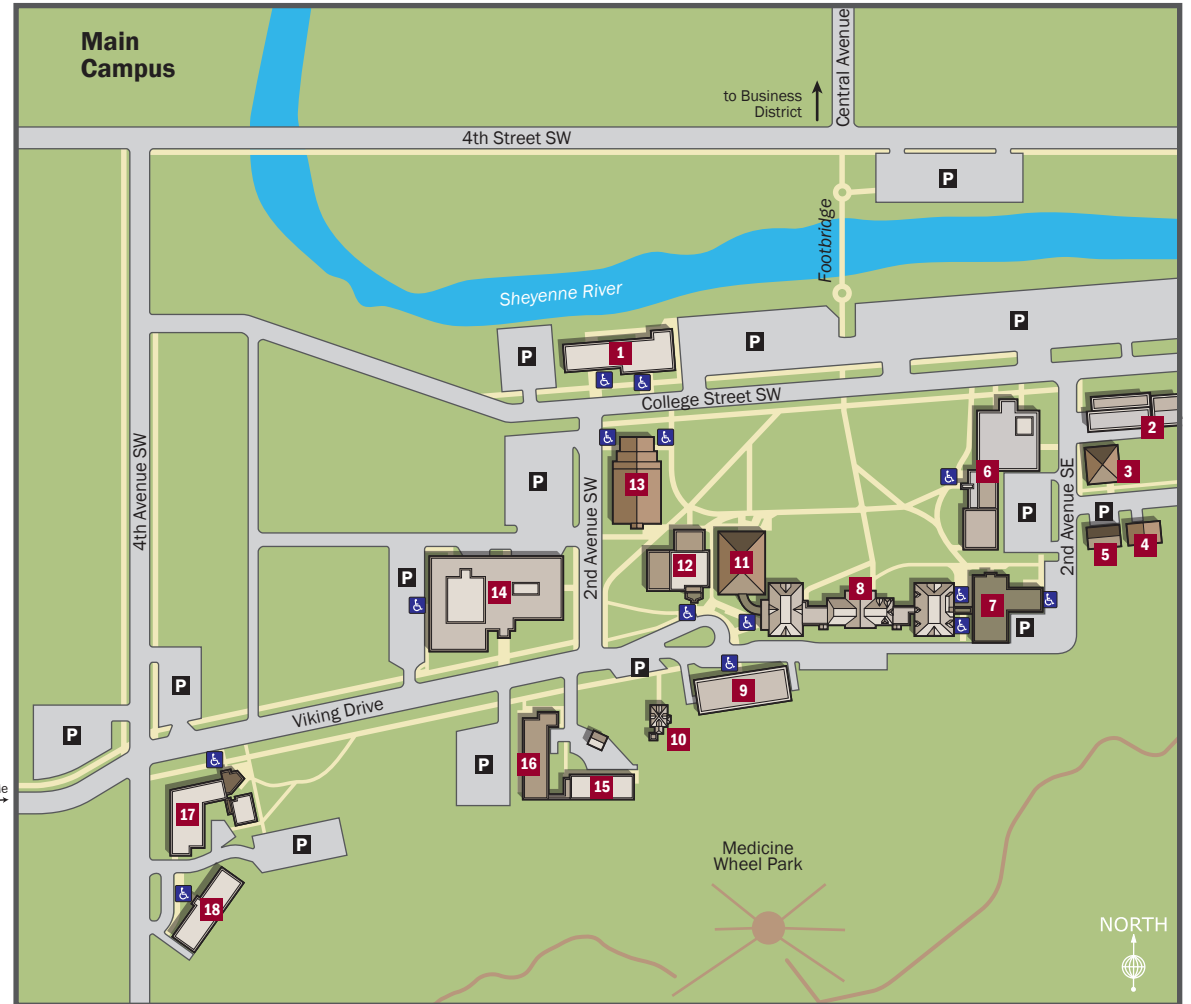 Main
Campus
to Business
District
Central Avenue
4th Street SW
P
Footbridge
Sheyenne River
P
P
P
1
College Street SW
2
3
6
13
P
P
P
4th Avenue SW
2nd Avenue SW
2nd Avenue SE
4
5
11
12
P
14
8
7
P
P
P
9
Viking Drive
P
10
16
P
15
17
P
18
Medicine
Wheel Park
NORTH